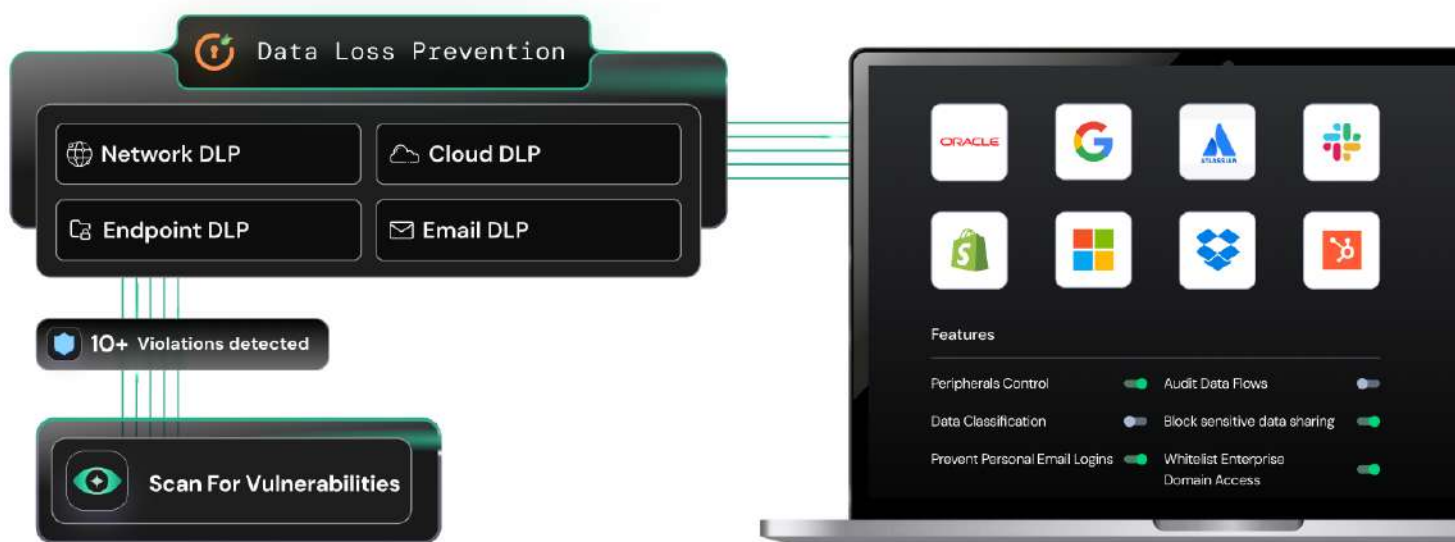 Data Loss Prevention
Network DLP
Cloud DLP
Endpoint DLP
Email DLP
10+ Violations detected
Scan For Vulnerabilities
ORACLE
ATLASSIAN
Features
Peripherals Control
Audit Data Flows
Data Classification
Block sensitive data sharing
Prevent Personal Email Logins
Whitelist Enterprise
Domain Access